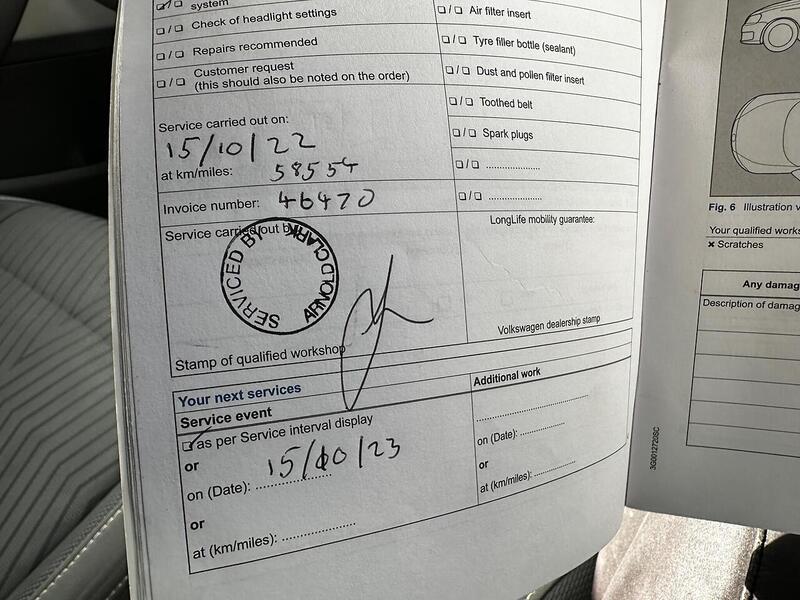 system
☐ / ☐ Check of headlight settings
☐ / ☐ Repairs recommended
☐ / ☐ Customer request
(this should also be noted on the order)
Service carried out on:
15/10/22
at km/miles: 58554
Invoice number: 46470
Service carried out by
SERVICED BY
ARNOLD CLARK
Stamp of qualified workshop
☐ / ☐ Air filter insert
☐ / ☐ Tyre filler bottle (sealant)
☐ / ☐ Dust and pollen filter insert
☐ / ☐ Toothed belt
☐ / ☐ Spark plugs
☐ / ☐ ....................
☐ / ☐ ....................
LongLife mobility guarantee:
Volkswagen dealership stamp
Your next services
Service event
☑ as per Service interval display
or
on (Date): 15/10/23
or
at (km/miles): ....................
Additional work
..............................
on (Date): ............
or
at (km/miles): ............
Fig. 6 Illustration v
Your qualified works
× Scratches
Any damag
Description of damag
3G0012720SC